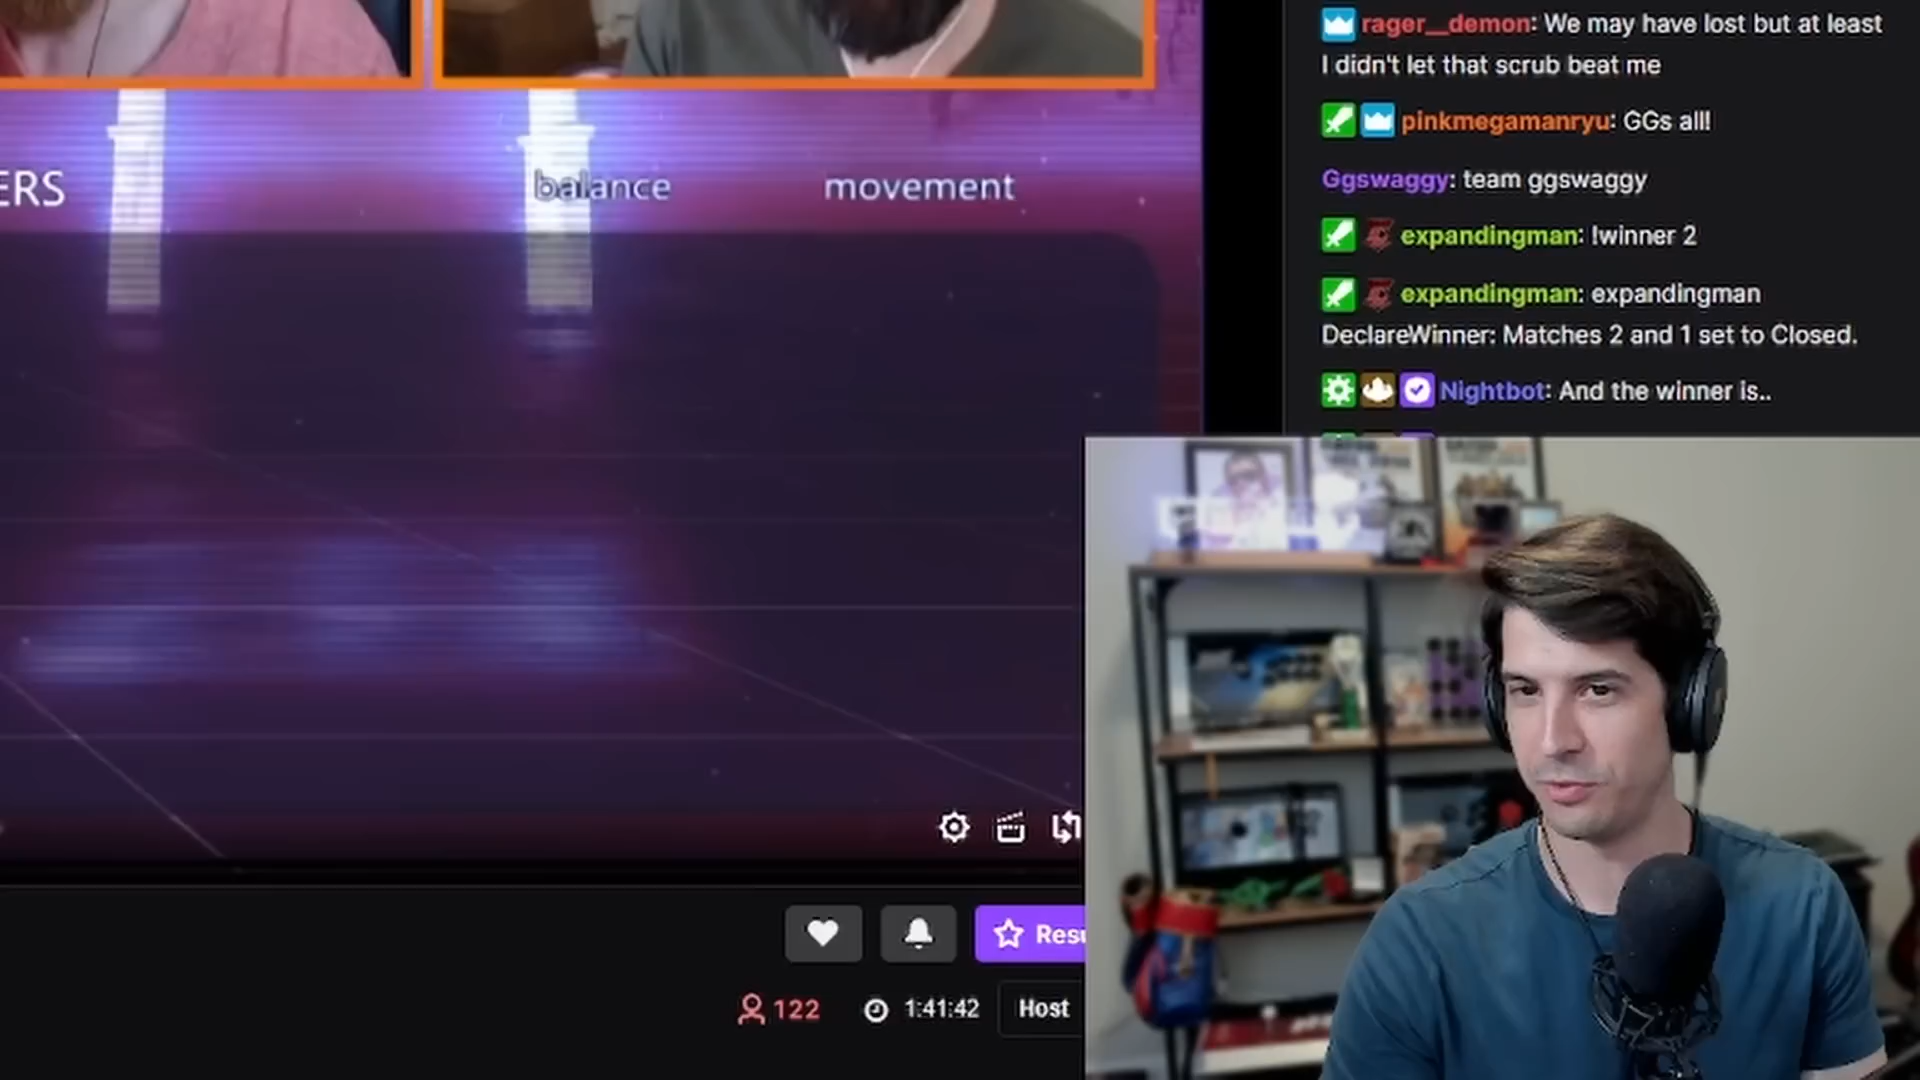 rager__demon: We may have lost but at least
I didn't let that scrub beat me
pinkmegamanryu: GGs all!
Ggswaggy: team ggswaggy
expandingman: !winner 2
expandingman: expandingman
DeclareWinner: Matches 2 and 1 set to Closed.
Nightbot: And the winner is..
ERS
balance
movement
Resu
122
1:41:42
Host